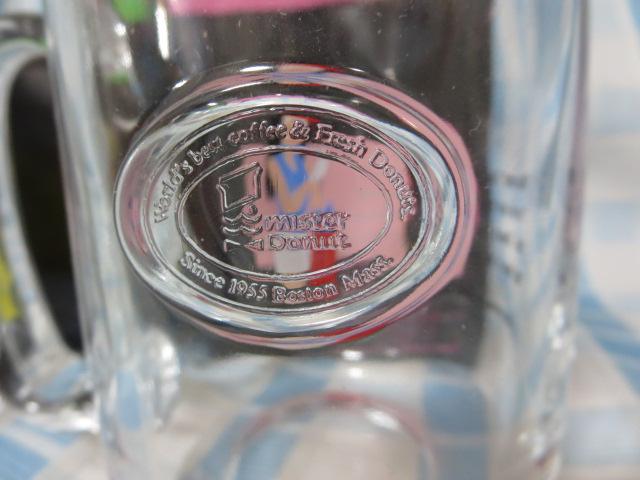 World's best coffee & Fresh Donuts.
mister
Donut
Since 1955 Boston Mass.